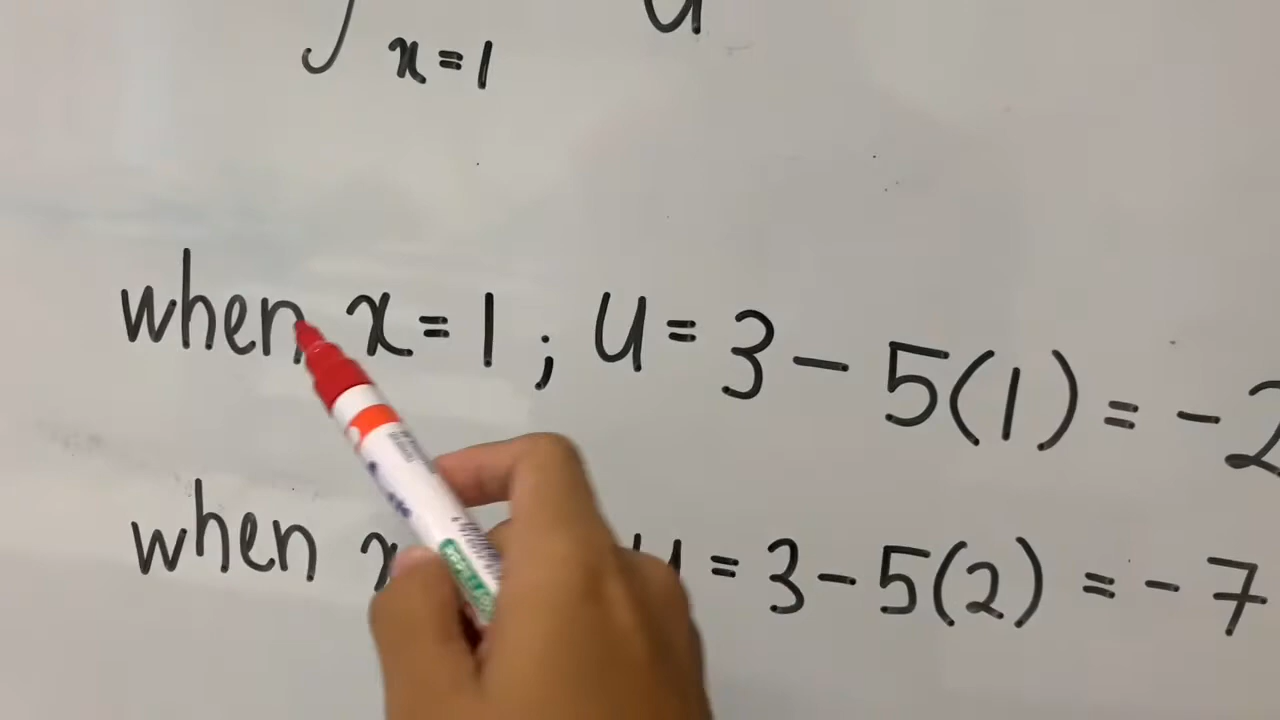 ∫ x=1 u
when x=1 ; u = 3 - 5(1) = -2
when x u = 3 - 5(2) = -7